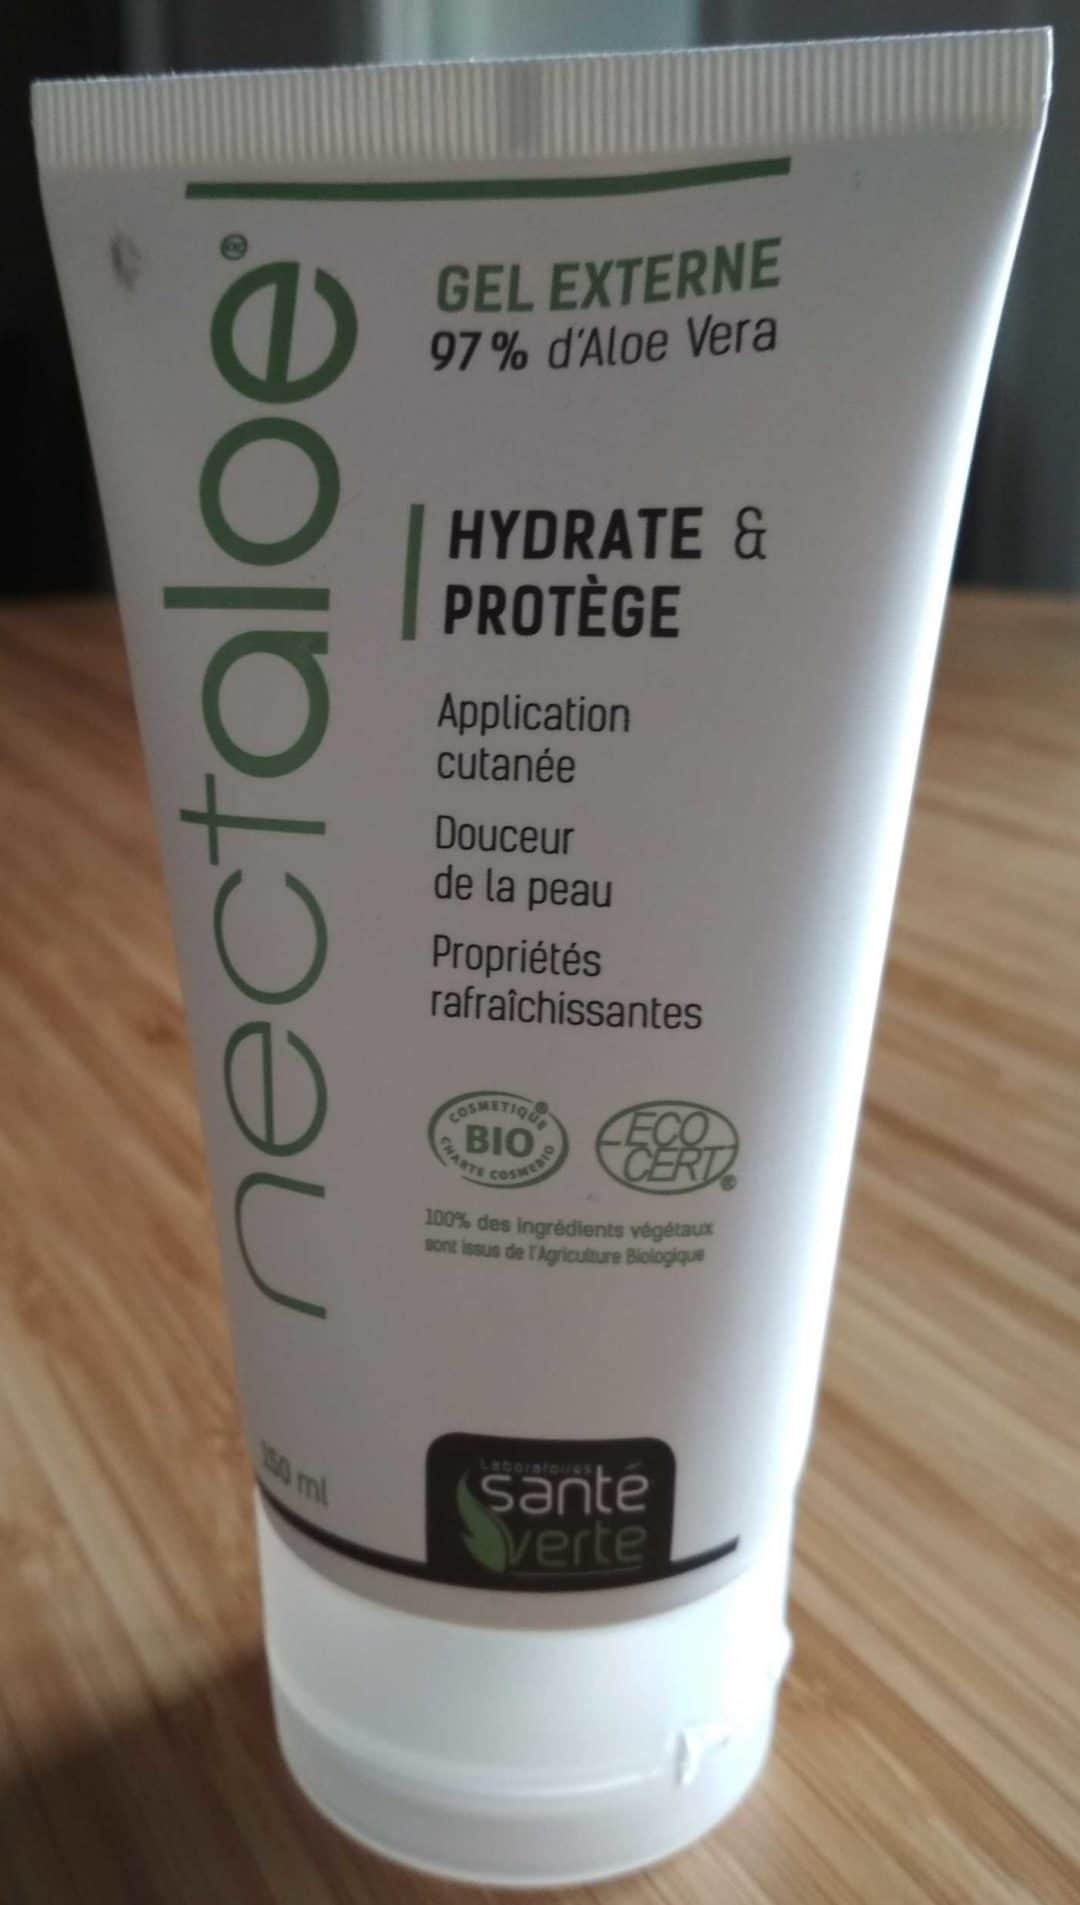 nectaloe®
GEL EXTERNE
97 % d'Aloe Vera
HYDRATE &
PROTÈGE
Application
cutanée
Douceur
de la peau
Propriétés
rafraîchissantes
COSMETIQUE®
BIO
CHARTE COSMEBIO
ECO
CERT®
100% des ingrédients végétaux
sont issus de l'Agriculture Biologique
ml
Laboratoires
santé
verte